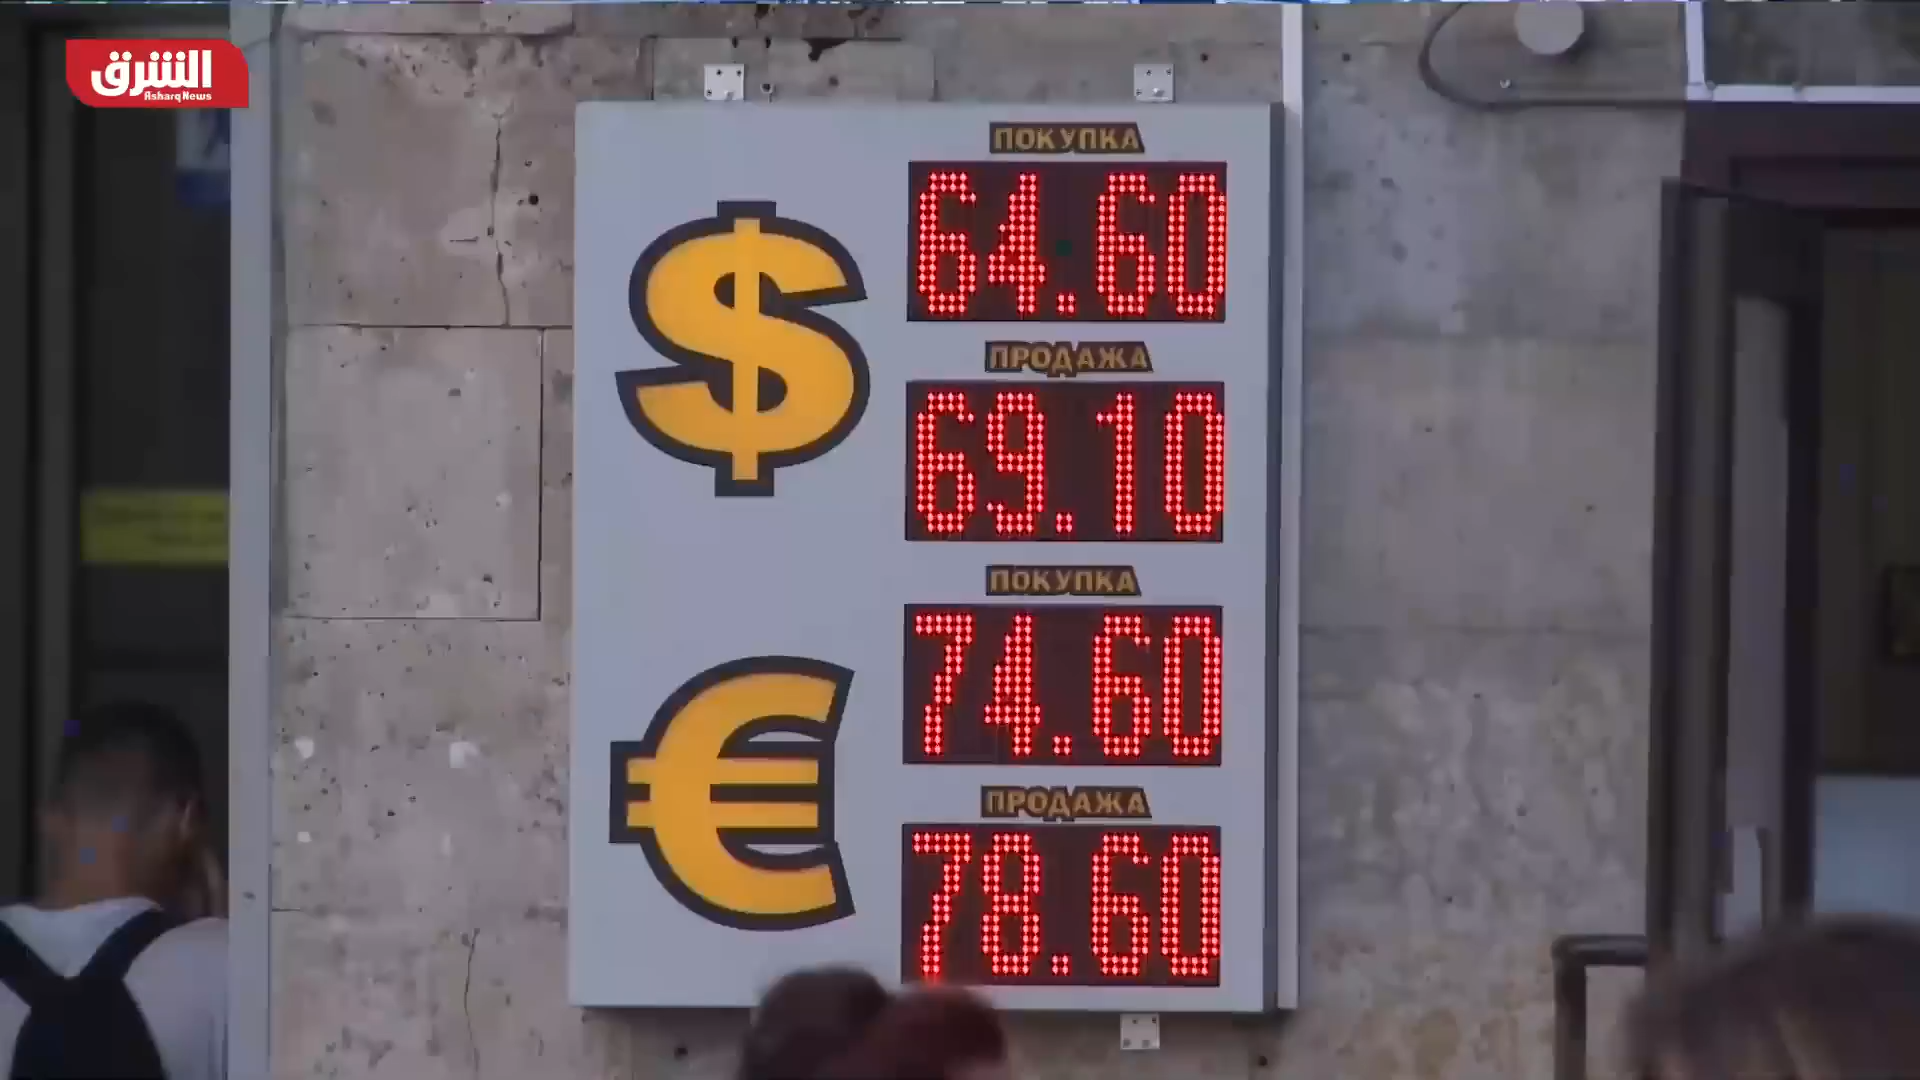 الشرق
Asharq News
ПОКУПКА
64.60
ПРОДАЖА
69.10
$
ПОКУПКА
74.60
ПРОДАЖА
78.60
€